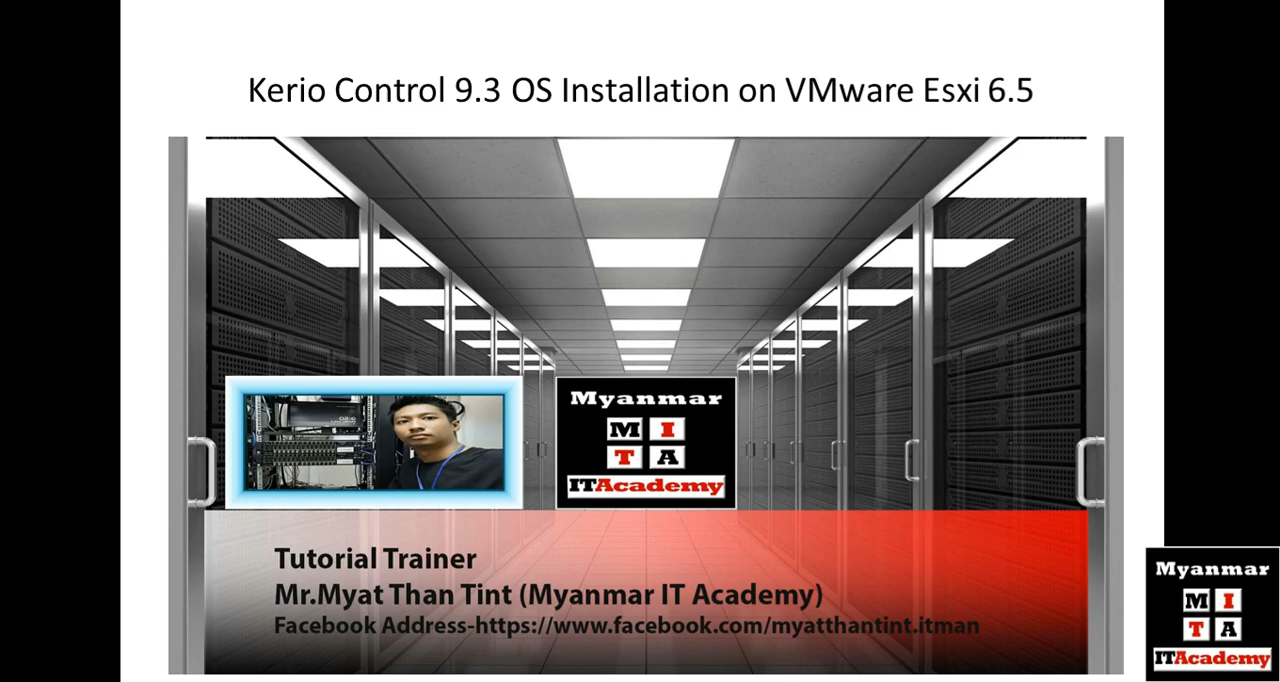 Kerio Control 9.3 OS Installation on VMware Esxi 6.5
Myanmar
M I
T A
ITAcademy
Tutorial Trainer
Mr.Myat Than Tint (Myanmar IT Academy)
Facebook Address-https://www.facebook.com/myatthantint.itman
Myanmar
M I
T A
ITAcademy